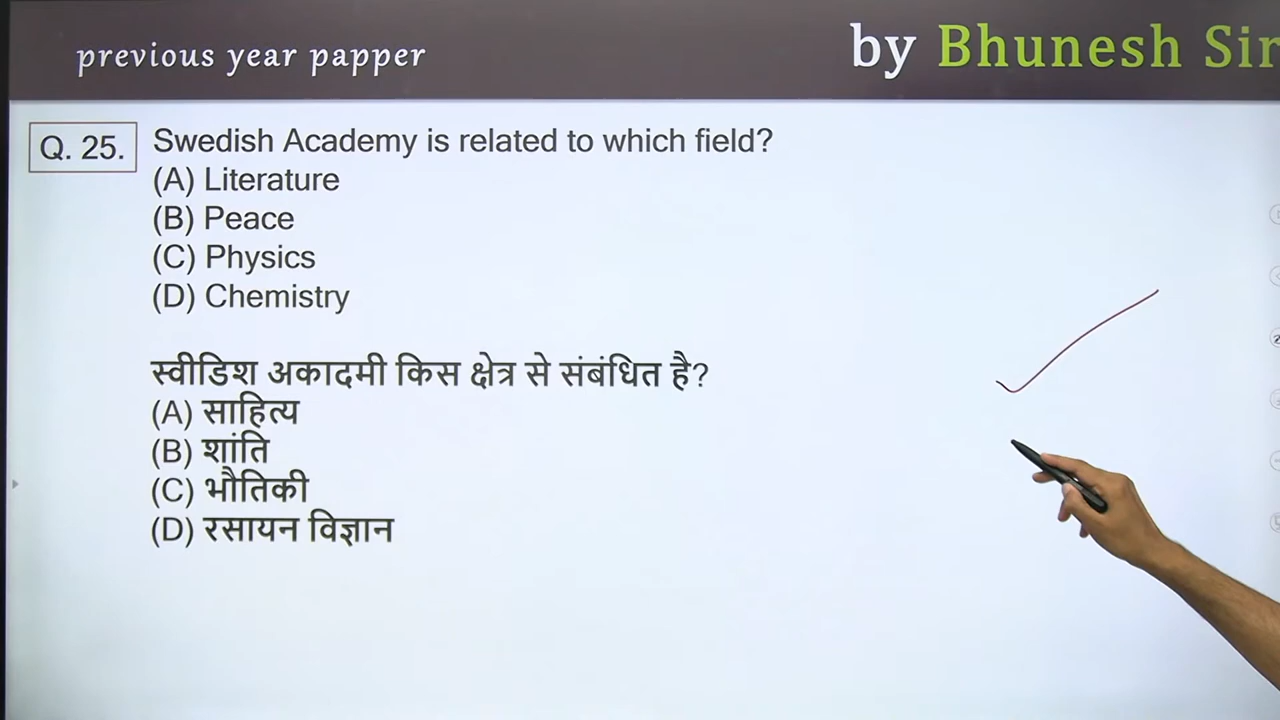 previous year papper
by Bhunesh Sir
Q. 25. Swedish Academy is related to which field?
(A) Literature
(B) Peace
(C) Physics
(D) Chemistry
स्वीडिश अकादमी किस क्षेत्र से संबंधित है?
(A) साहित्य
(B) शांति
(C) भौतिकी
(D) रसायन विज्ञान